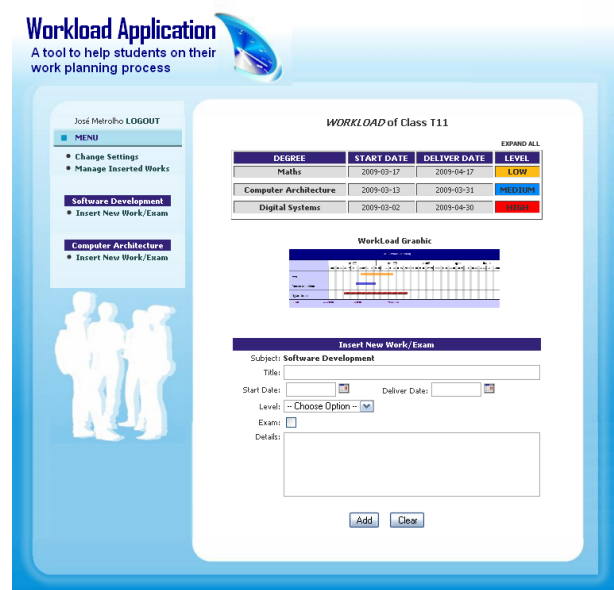 Workload Application
A tool to help students on their
work planning process
José Metrolho LOGOUT
MENU
Change Settings
Manage Inserted Works
Software Development
Insert New Work/Exam
Computer Architecture
Insert New Work/Exam
WORKLOAD of Class T11
EXPAND ALL
DEGREE START DATE DELIVER DATE LEVEL
Maths 2009-03-17 2009-04-17 LOW
Computer Architecture 2009-03-13 2009-03-31 MEDIUM
Digital Systems 2009-03-02 2009-04-30 HIGH
WorkLoad Graphic
Insert New Work/Exam
Subject: Software Development
Title:
Start Date: Deliver Date:
Level: -- Choose Option --
Exam:
Details:
Add Clear